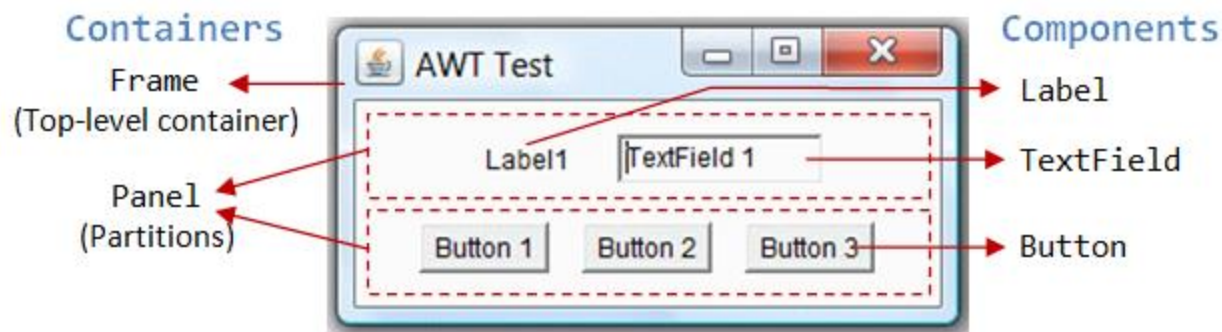 Containers
Frame
(Top-level container)
Panel
(Partitions)
AWT Test
Label1
TextField 1
Button 1 Button 2 Button 3
Components
Label
TextField
Button